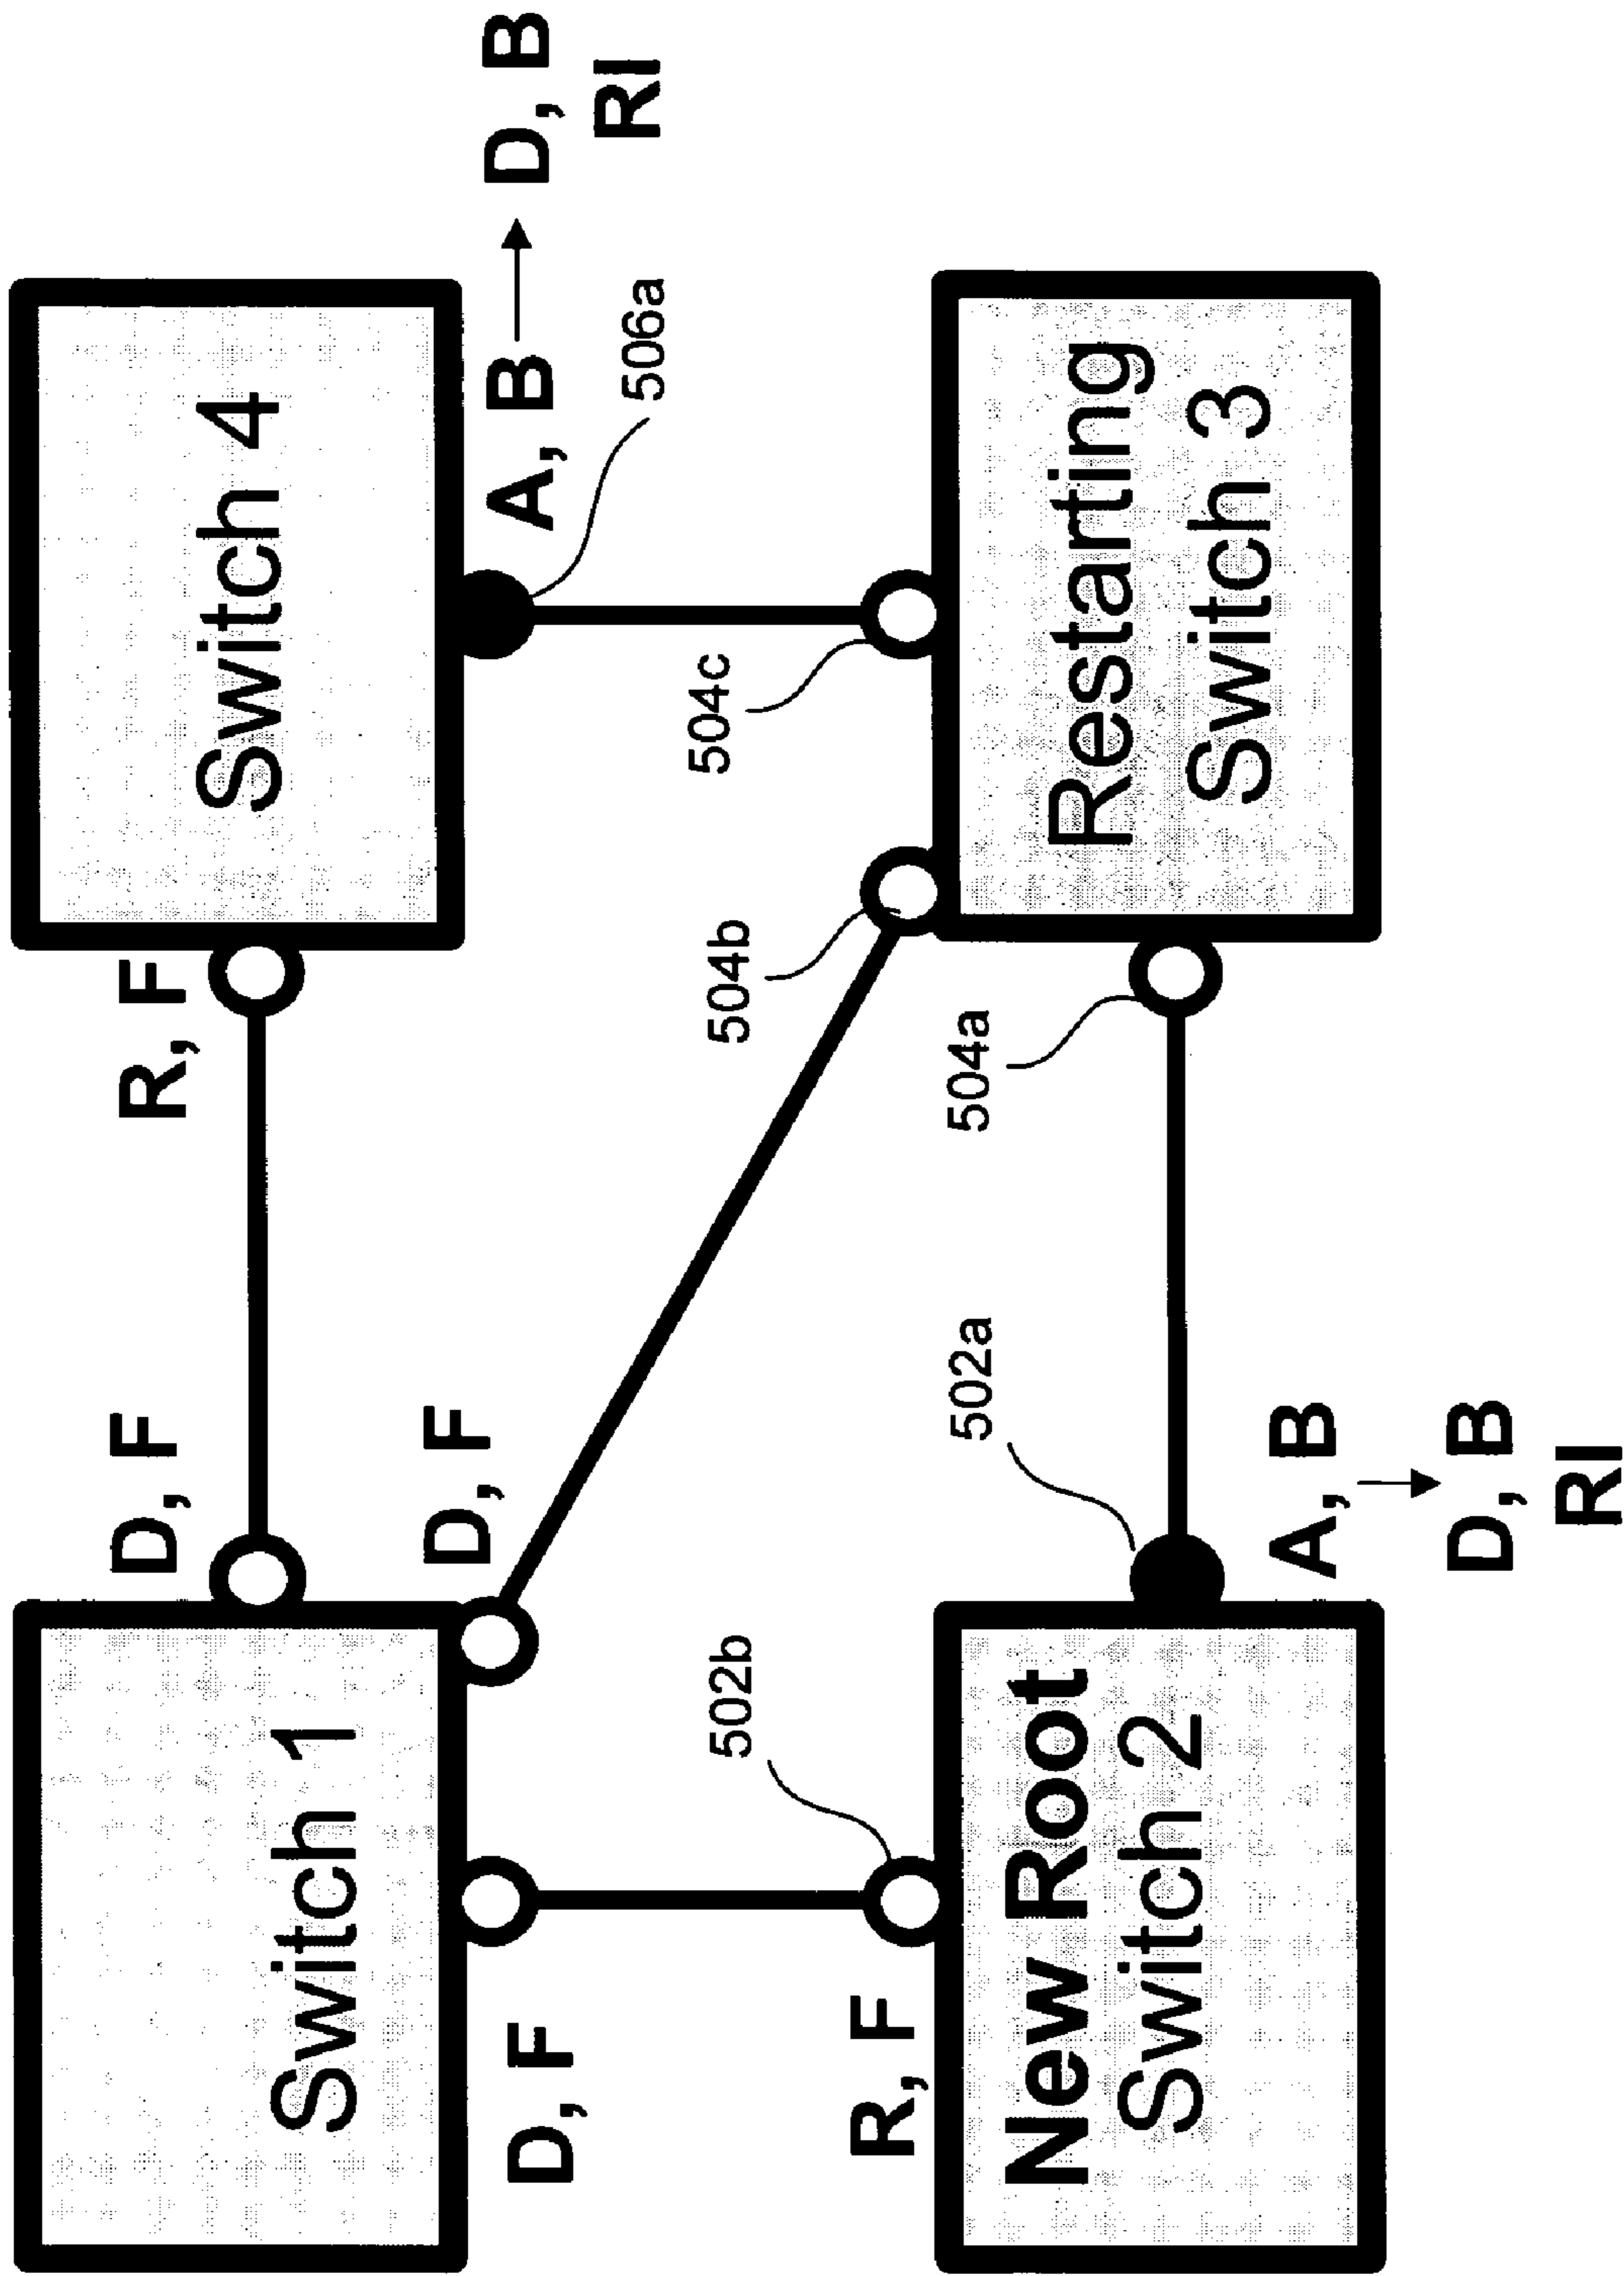 Switch 1
D, F
R, F
Switch 4
D, F
D, F
A, B → D, B
RI
506a
502b
504b
504c
R, F
502a
504a
New Root
Switch 2
Restarting
Switch 3
A, B
D, B
RI